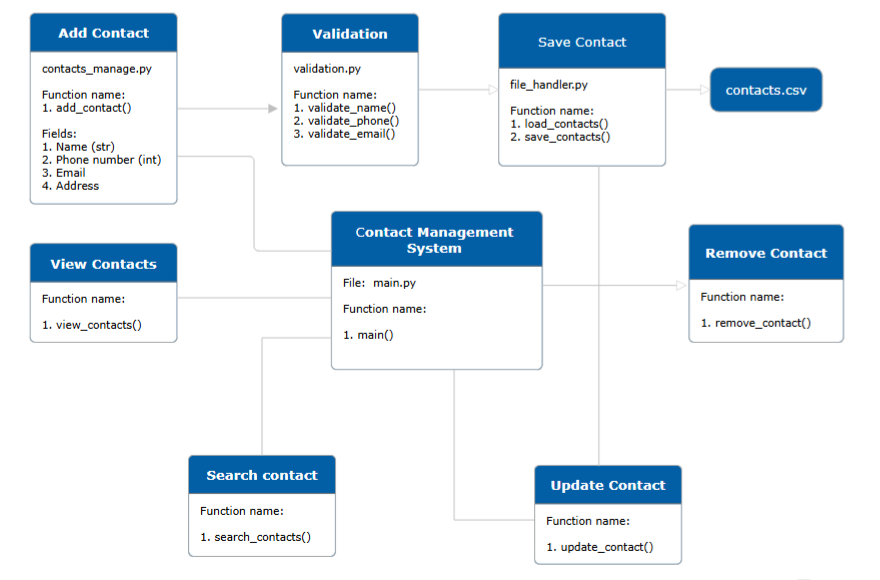 Add Contact
contacts_manage.py
Function name:
1. add_contact()
Fields:
1. Name (str)
2. Phone number (int)
3. Email
4. Address
Validation
validation.py
Function name:
1. validate_name()
2. validate_phone()
3. validate_email()
Save Contact
file_handler.py
Function name:
1. load_contacts()
2. save_contacts()
contacts.csv
View Contacts
Function name:
1. view_contacts()
Contact Management
System
File:  main.py
Function name:
1. main()
Remove Contact
Function name:
1. remove_contact()
Search contact
Function name:
1. search_contacts()
Update Contact
Function name:
1. update_contact()